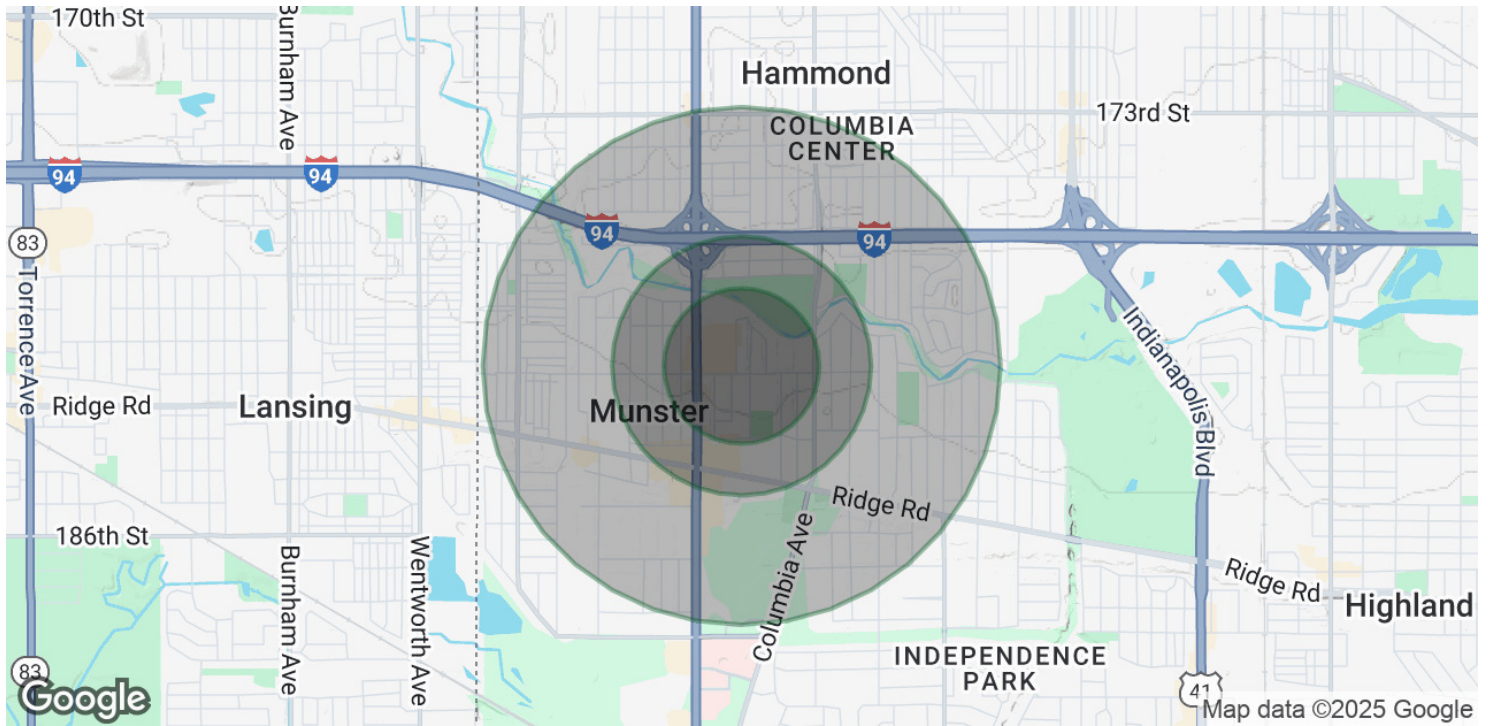 170th St
Burnham Ave
Hammond
173rd St
COLUMBIA
CENTER
94
94
94
94
83
Torrence Ave
Indianapolis Blvd
Ridge Rd
Lansing
Munster
Ridge Rd
186th St
Burnham Ave
Wentworth Ave
Columbia Ave
Ridge Rd
Highland
INDEPENDENCE
PARK
83
41
Google
Map data ©2025 Google